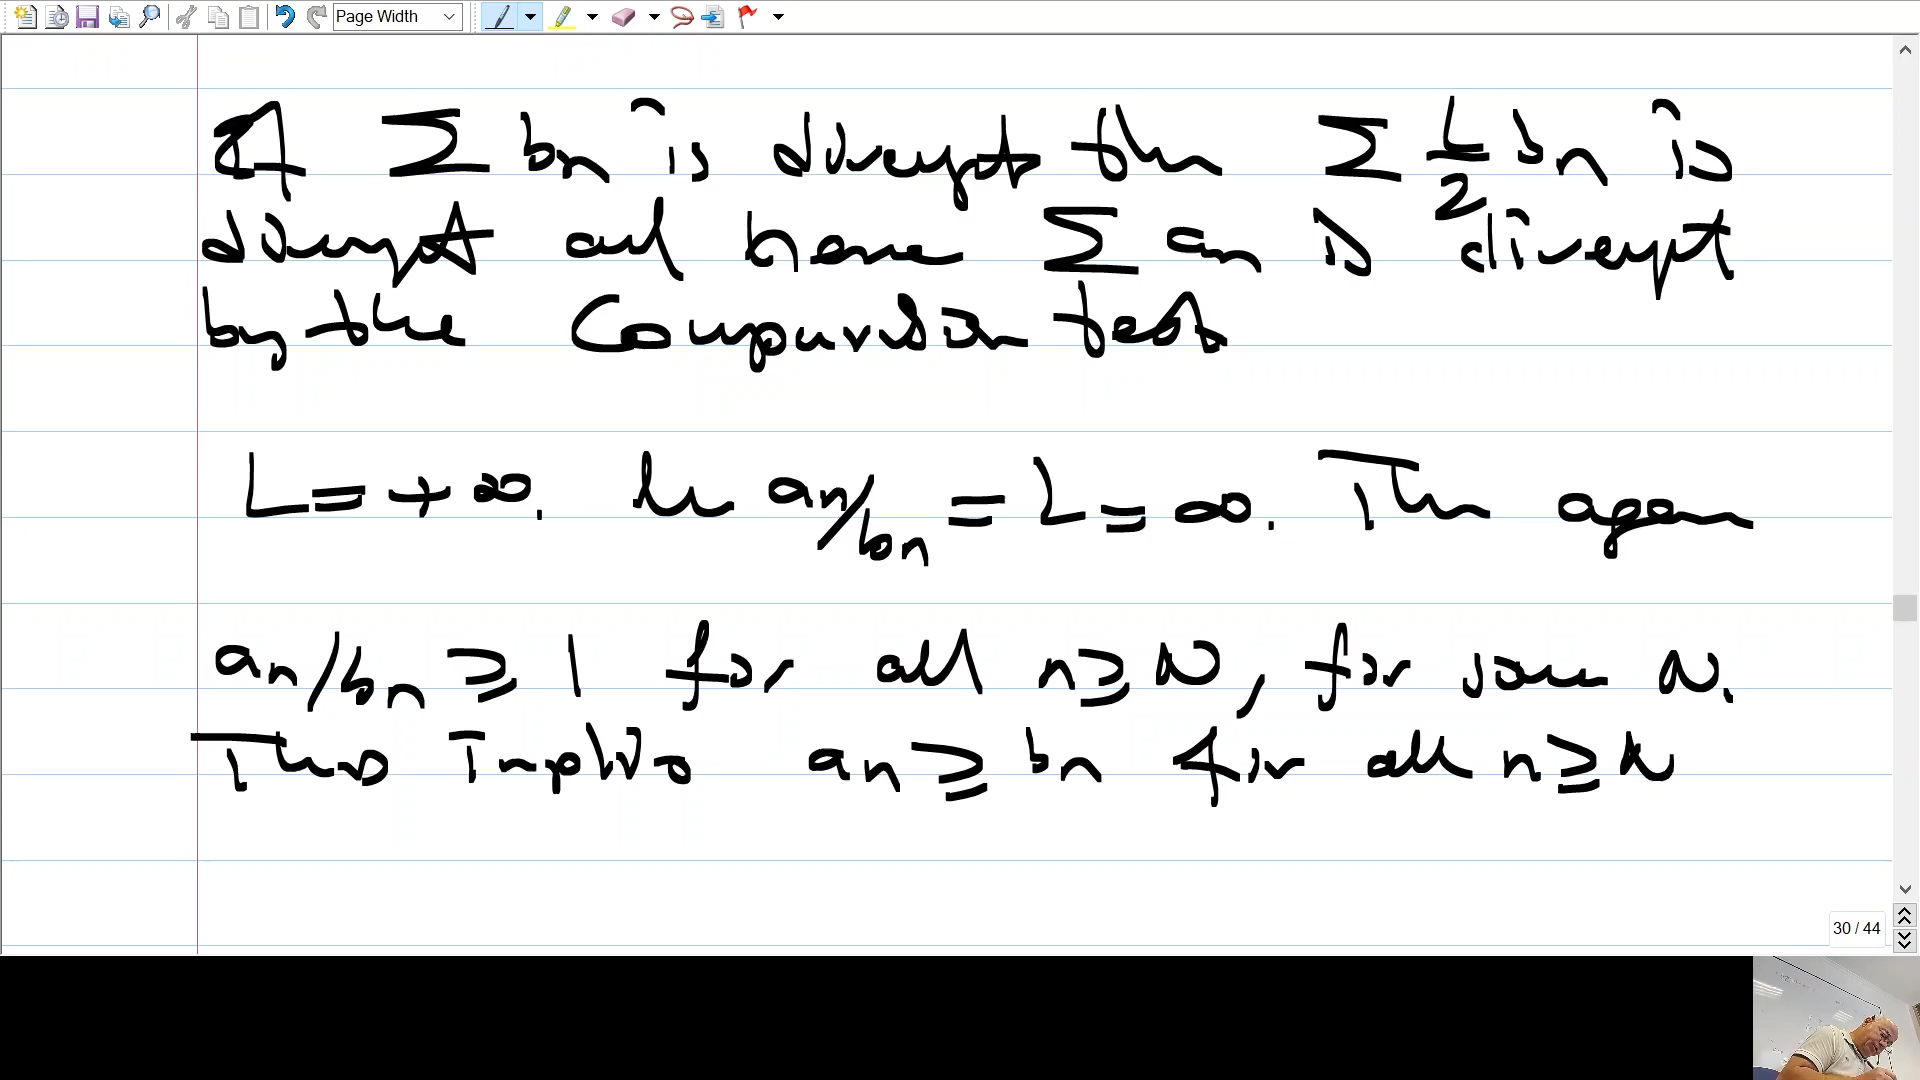 Page Width
If Σ bn is divergent then Σ L/2 bn is
divergent and hence Σ an is divergent
by the Comparison test
L = + ∞. lim an/bn = L = ∞. Then again
an/bn ≥ 1 for all n ≥ N, for some N.
This Implies an ≥ bn for all n ≥ N
30 / 44